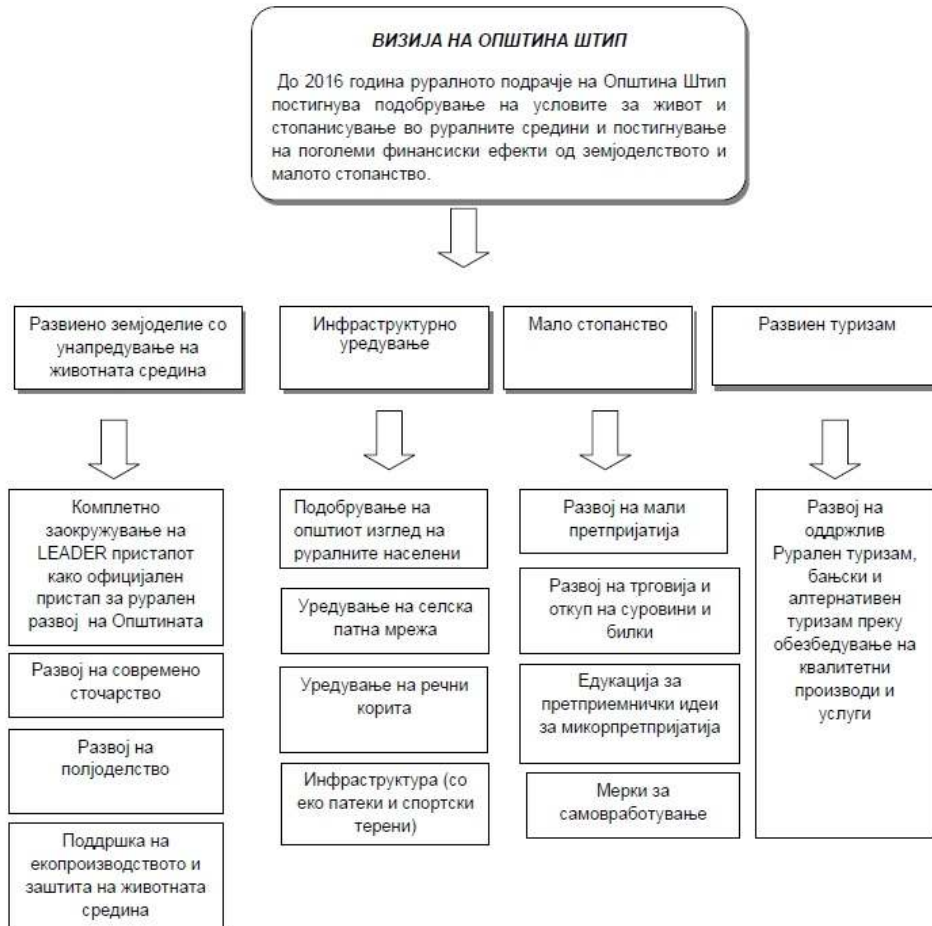 ВИЗИЈА НА ОПШТИНА ШТИП
До 2016 година руралното подрачје на Општина Штип
постигнува подобрување на условите за живот и
стопанисување во руралните средини и постигнување
на поголеми финансиски ефекти од земјоделството и
малото стопанство.
Развиено земјоделие со
унапредување на
животната средина
Инфраструктурно
уредување
Мало стопанство
Развиен туризам
Комплетно
заокружување на
LEADER пристапот
како официјален
пристап за рурален
развој на Општината
Развој на современо
сточарство
Развој на
полјоделство
Поддршка на
екопроизводството и
заштита на животната
средина
Подобрување на
општиот изглед на
руралните населени
Уредување на селска
патна мрежа
Уредување на речни
корита
Инфраструктура (со
еко патеки и спортски
терени)
Развој на мали
претпријатија
Развој на трговија и
откуп на суровини и
билки
Едукација за
претприемнички идеи
за микорпретпријатија
Мерки за
самовработување
Развој на
оддржлив
Рурален туризам,
бањски и
алтернативен
туризам преку
обезбедување на
квалитетни
производи и
услуги